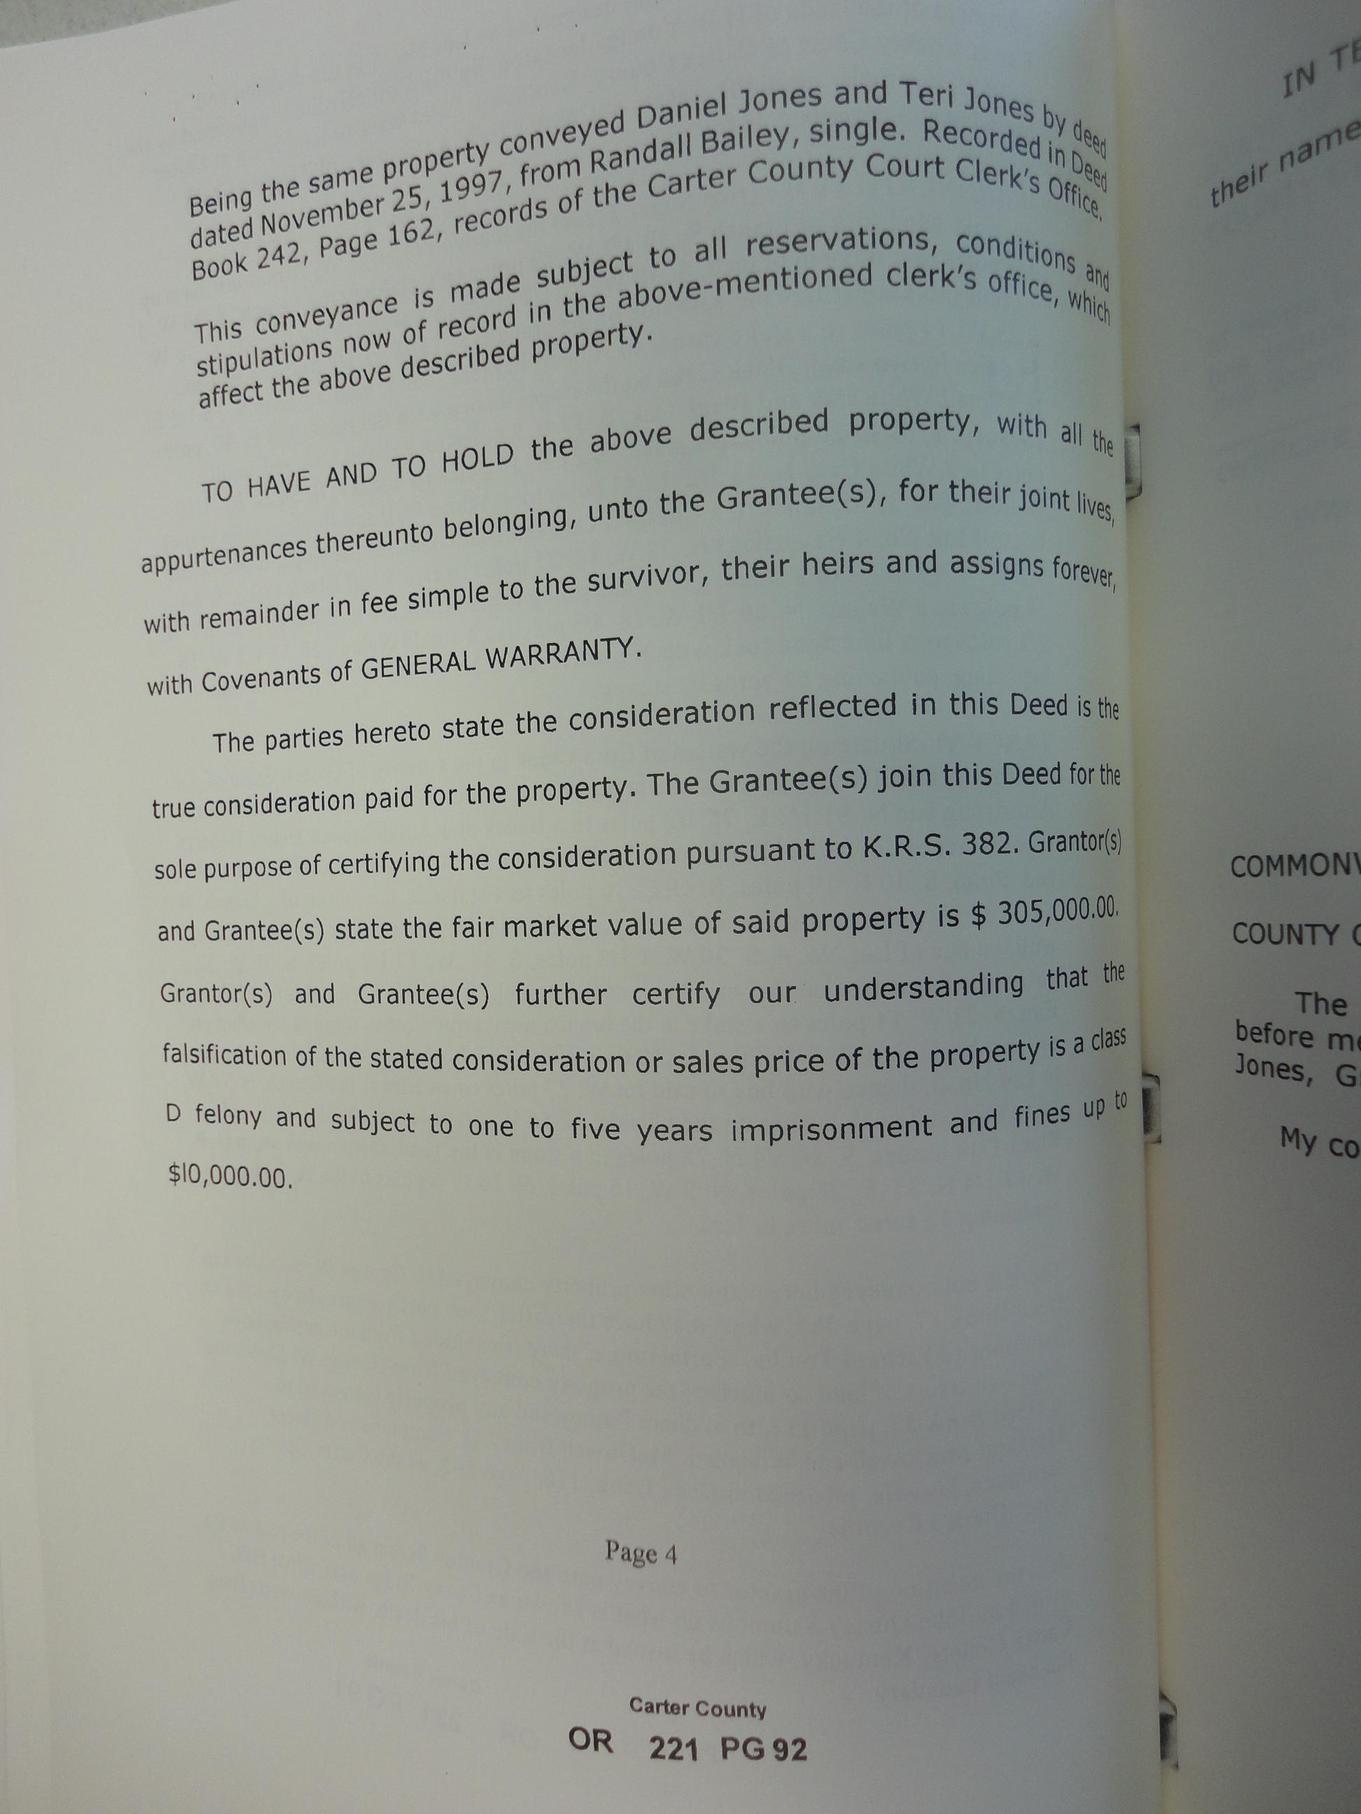 Being the same property conveyed Daniel Jones and Teri Jones by deed
dated November 25, 1997, from Randall Bailey, single. Recorded in Deed
Book 242, Page 162, records of the Carter County Court Clerk's Office.
This conveyance is made subject to all reservations, conditions and
stipulations now of record in the above-mentioned clerk's office, which
affect the above described property.
TO HAVE AND TO HOLD the above described property, with all the
appurtenances thereunto belonging, unto the Grantee(s), for their joint lives,
with remainder in fee simple to the survivor, their heirs and assigns forever,
with Covenants of GENERAL WARRANTY.
The parties hereto state the consideration reflected in this Deed is the
true consideration paid for the property. The Grantee(s) join this Deed for the
sole purpose of certifying the consideration pursuant to K.R.S. 382. Grantor(s)
and Grantee(s) state the fair market value of said property is $ 305,000.00.
Grantor(s) and Grantee(s) further certify our understanding that the
falsification of the stated consideration or sales price of the property is a class
D felony and subject to one to five years imprisonment and fines up to
$l0,000.00.
Page 4
Carter County
OR 221 PG 92
IN
their name
COUNTY
The
before
Jones,
My